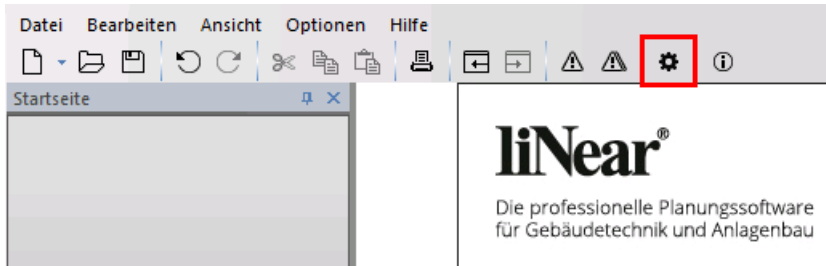 Datei Bearbeiten Ansicht Optionen Hilfe
Startseite
liNear®
Die professionelle Planungssoftware
für Gebäudetechnik und Anlagenbau